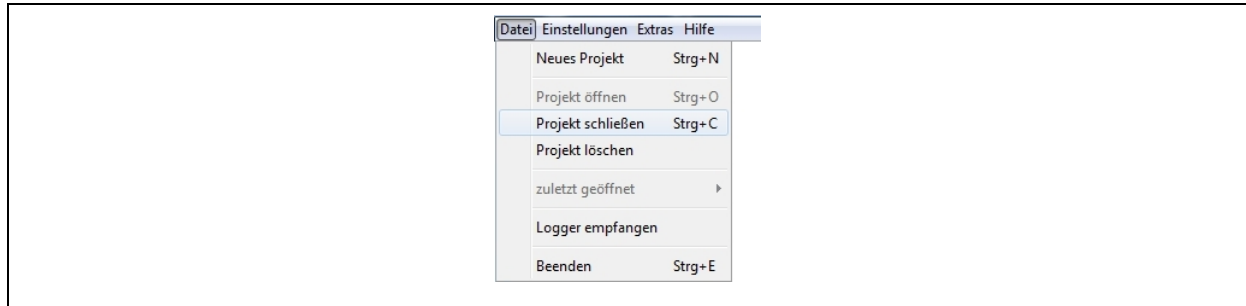 Datei Einstellungen Extras Hilfe
Neues Projekt Strg+N
Projekt öffnen Strg+O
Projekt schließen Strg+C
Projekt löschen
zuletzt geöffnet
Logger empfangen
Beenden Strg+E